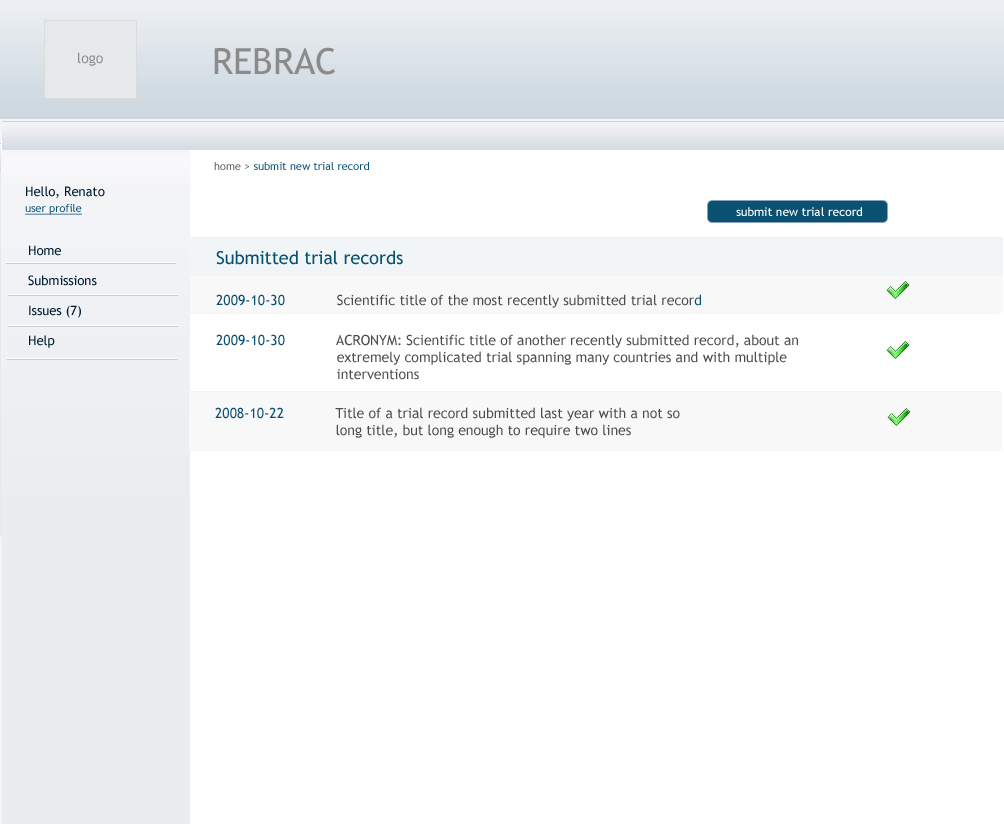 logo
REBRAC
home > submit new trial record
Hello, Renato
user profile
submit new trial record
Home
Submissions
Issues (7)
Help
Submitted trial records
2009-10-30 Scientific title of the most recently submitted trial record
2009-10-30 ACRONYM: Scientific title of another recently submitted record, about an
extremely complicated trial spanning many countries and with multiple
interventions
2008-10-22 Title of a trial record submitted last year with a not so
long title, but long enough to require two lines